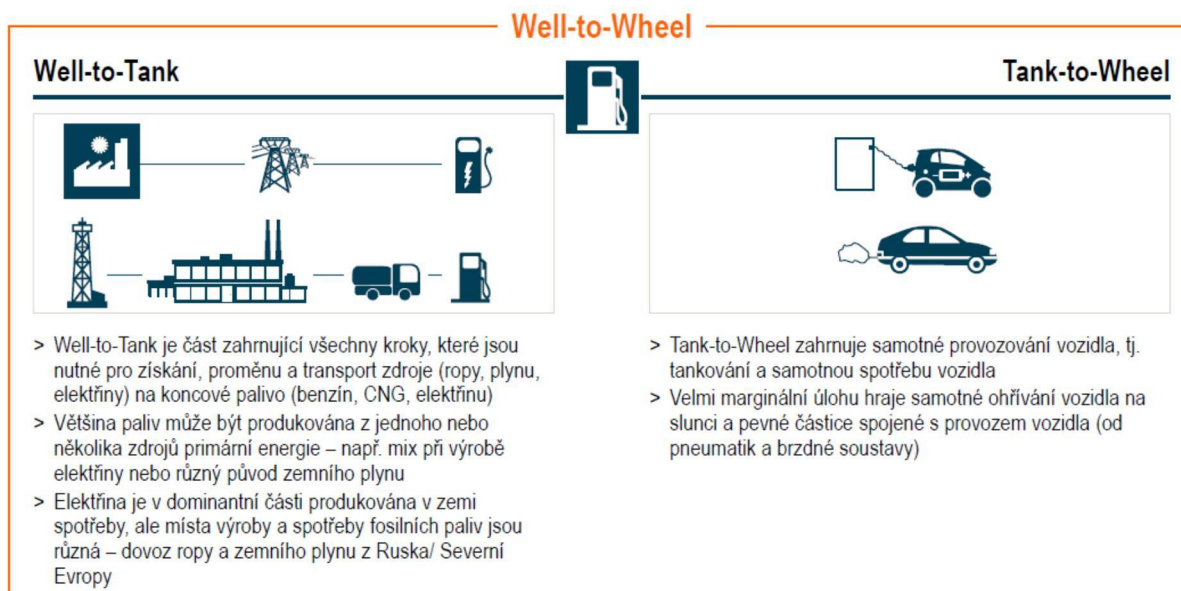 Well-to-Wheel
Well-to-Tank
Tank-to-Wheel
> Well-to-Tank je část zahrnující všechny kroky, které jsou
nutné pro získání, proměnu a transport zdroje (ropy, plynu,
elektřiny) na koncové palivo (benzín, CNG, elektřinu)
> Většina paliv může být produkována z jednoho nebo
několika zdrojů primární energie – např. mix při výrobě
elektřiny nebo různý původ zemního plynu
> Elektřina je v dominantní části produkována v zemi
spotřeby, ale místa výroby a spotřeby fosilních paliv jsou
různá – dovoz ropy a zemního plynu z Ruska/ Severní
Evropy
> Tank-to-Wheel zahrnuje samotné provozování vozidla, tj.
tankování a samotnou spotřebu vozidla
> Velmi marginální úlohu hraje samotné ohřívání vozidla na
slunci a pevné částice spojené s provozem vozidla (od
pneumatik a brzdné soustavy)